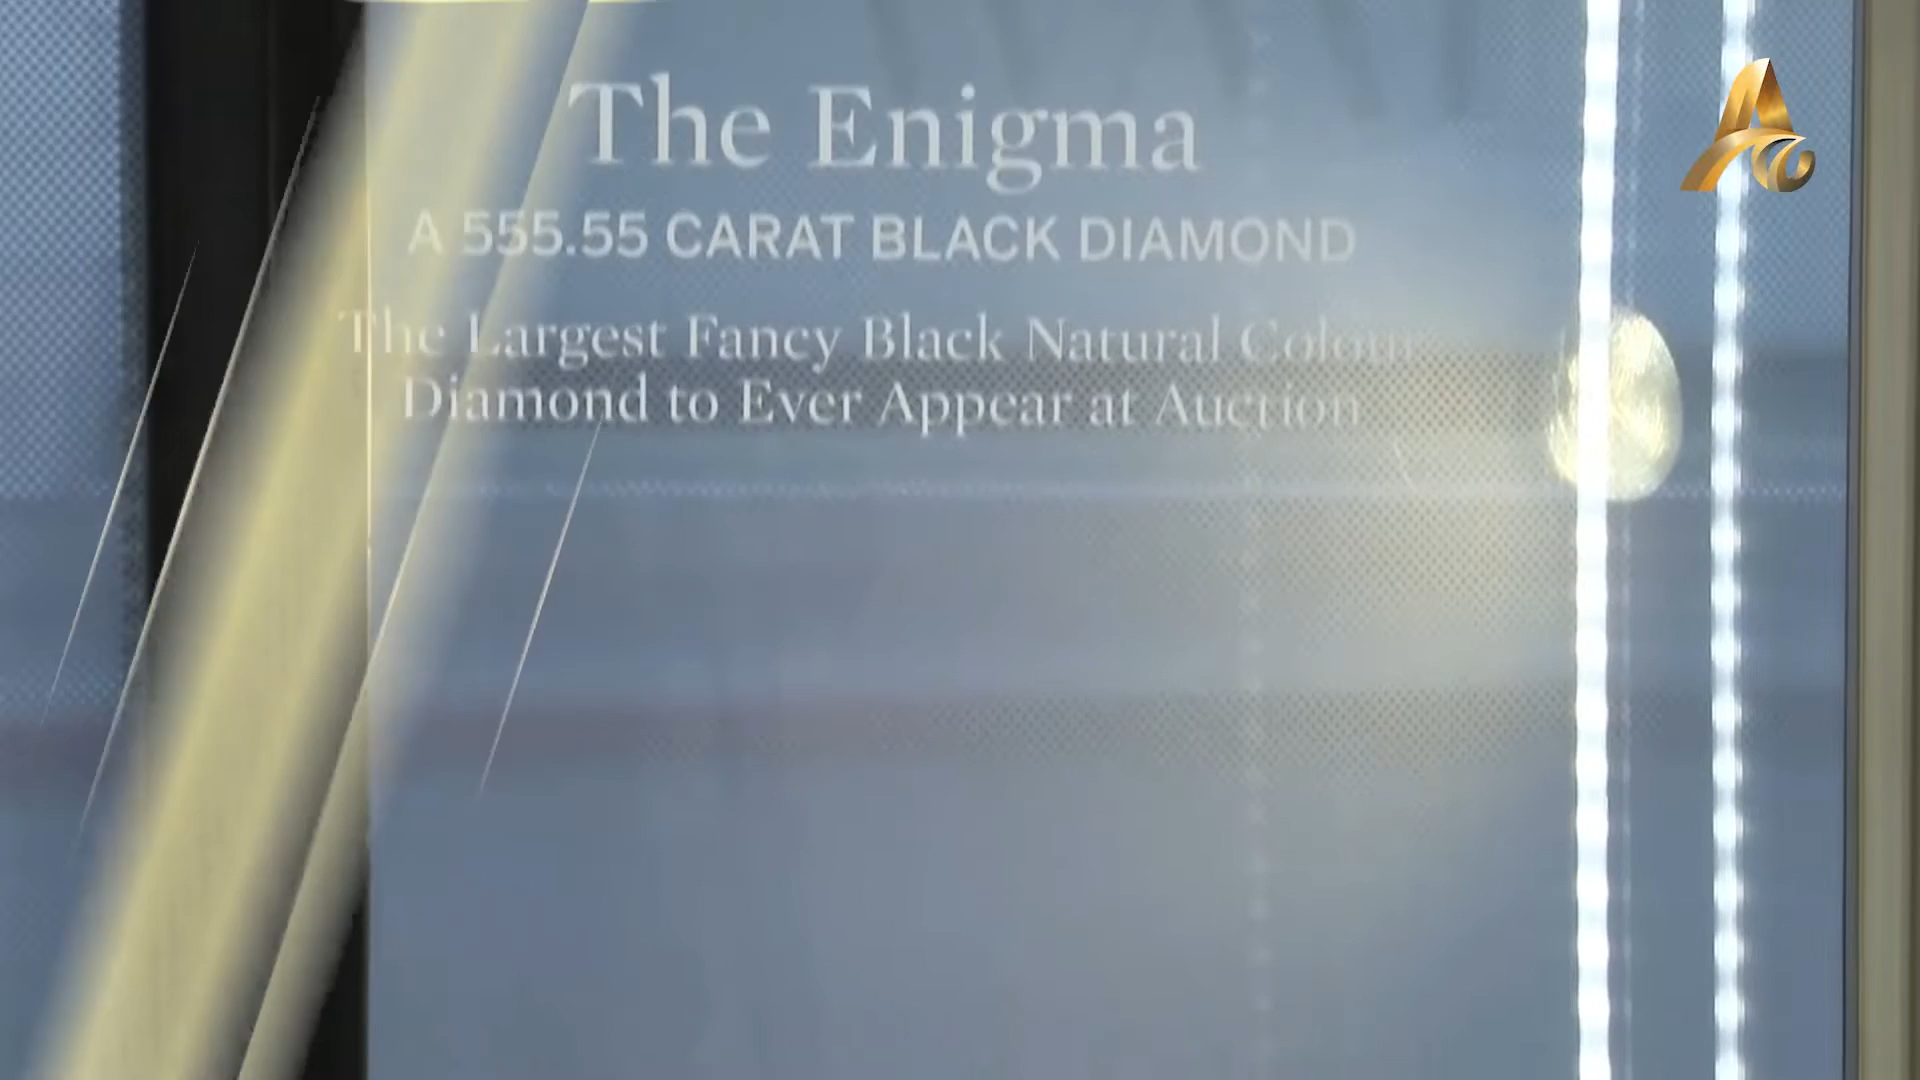 The Enigma
A 555.55 CARAT BLACK DIAMOND
The Largest Fancy Black Natural Colour
Diamond to Ever Appear at Auction